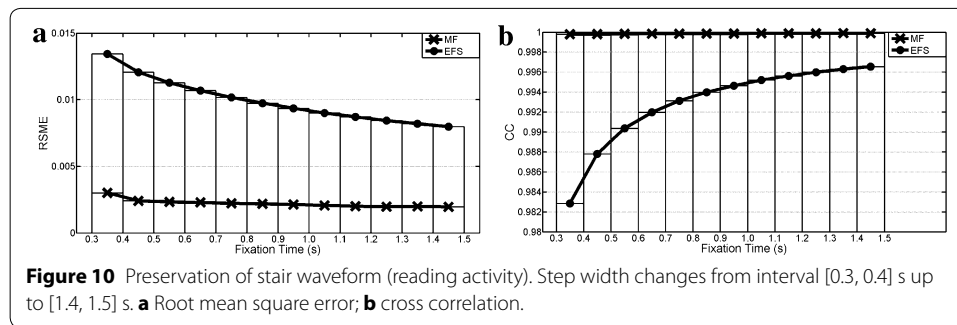 a
0.015
0.01
0.005
0
RSME
MF
EFS
0.3 0.4 0.5 0.6 0.7 0.8 0.9 1.0 1.1 1.2 1.3 1.4 1.5
Fixation Time (s)
b
1
0.998
0.996
0.994
0.992
0.99
0.988
0.986
0.984
0.982
0.98
CC
MF
EFS
0.3 0.4 0.5 0.6 0.7 0.8 0.9 1.0 1.1 1.2 1.3 1.4 1.5
Fixation Time (s)
Figure 10 Preservation of stair waveform (reading activity). Step width changes from interval [0.3, 0.4] s up
to [1.4, 1.5] s. a Root mean square error; b cross correlation.